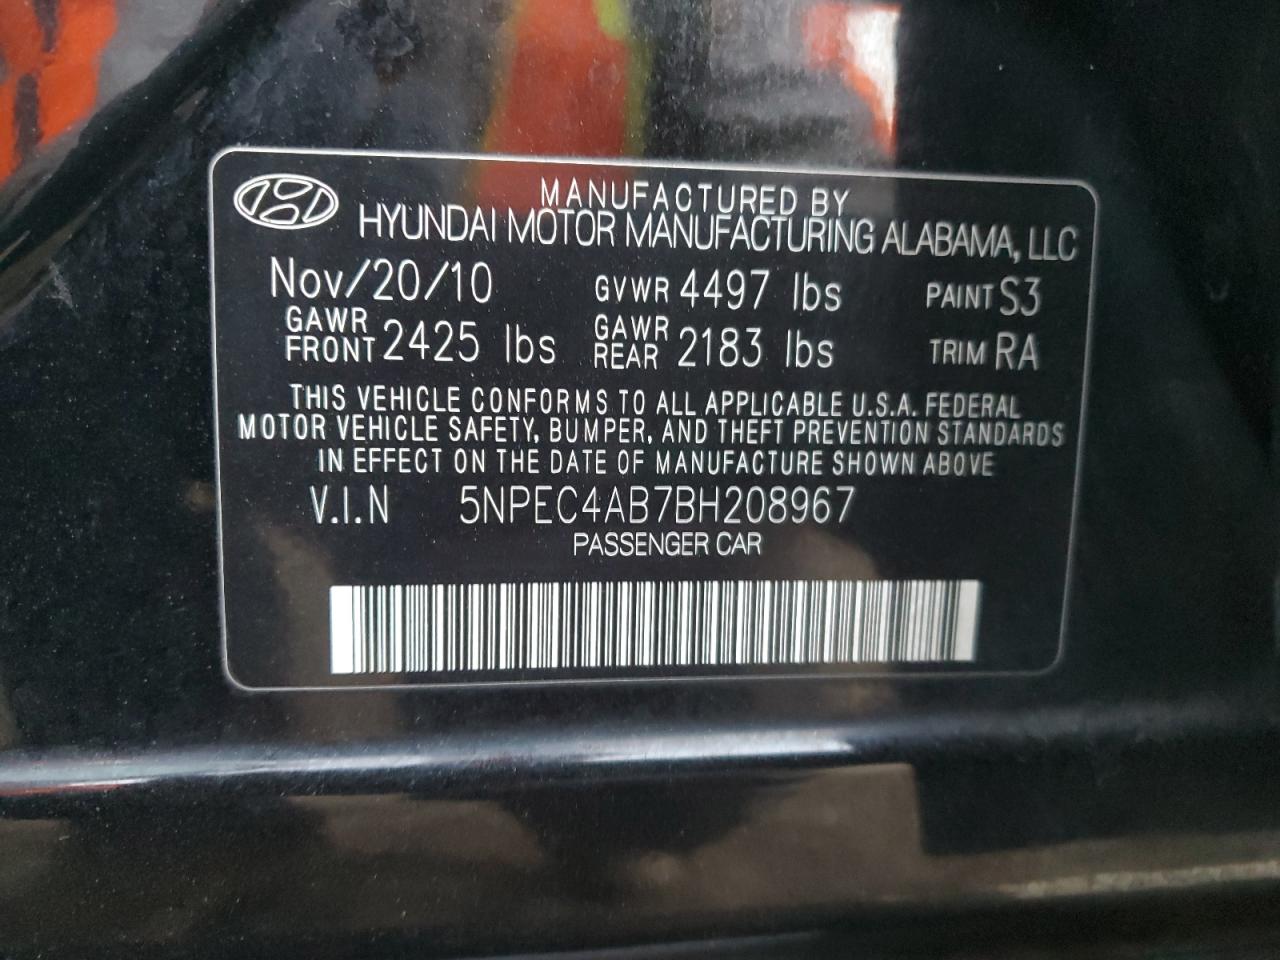 MANUFACTURED BY
HYUNDAI MOTOR MANUFACTURING ALABAMA, LLC
Nov/20/10 GVWR 4497 lbs PAINT S3
GAWR FRONT 2425 lbs GAWR REAR 2183 lbs TRIM RA
THIS VEHICLE CONFORMS TO ALL APPLICABLE U.S.A. FEDERAL
MOTOR VEHICLE SAFETY, BUMPER, AND THEFT PREVENTION STANDARDS
IN EFFECT ON THE DATE OF MANUFACTURE SHOWN ABOVE
V.I.N 5NPEC4AB7BH208967
PASSENGER CAR